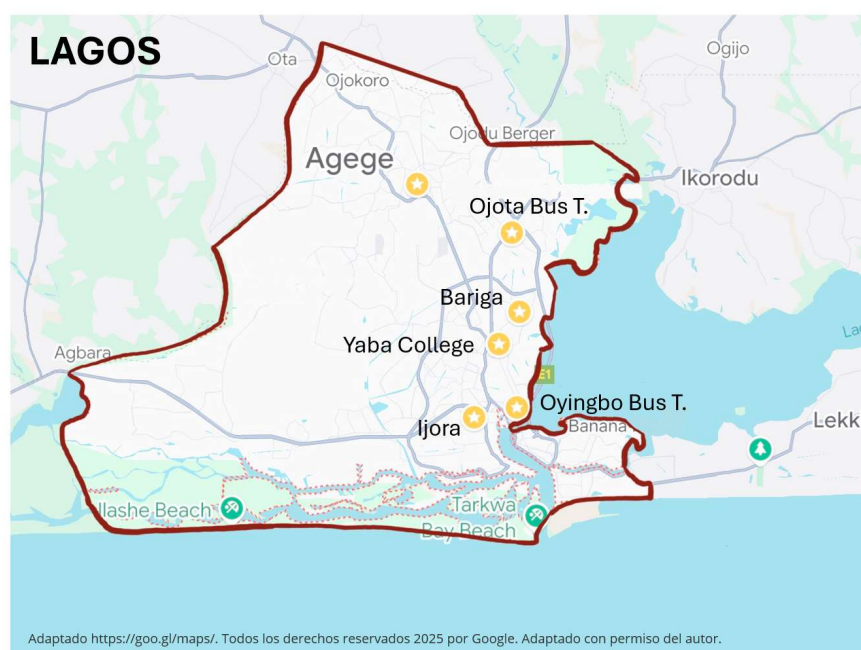 LAGOS
Ogijo
Ota
Ojokoro
Ojodu Berger
Agege
Ikorodu
Ojota Bus T.
Bariga
Yaba College
Agbara
E1
Oyingbo Bus T.
Ijora
Banana
Lekk
Ilashe Beach
Tarkwa
Bay Beach
Adaptado https://goo.gl/maps/. Todos los derechos reservados 2025 por Google. Adaptado con permiso del autor.